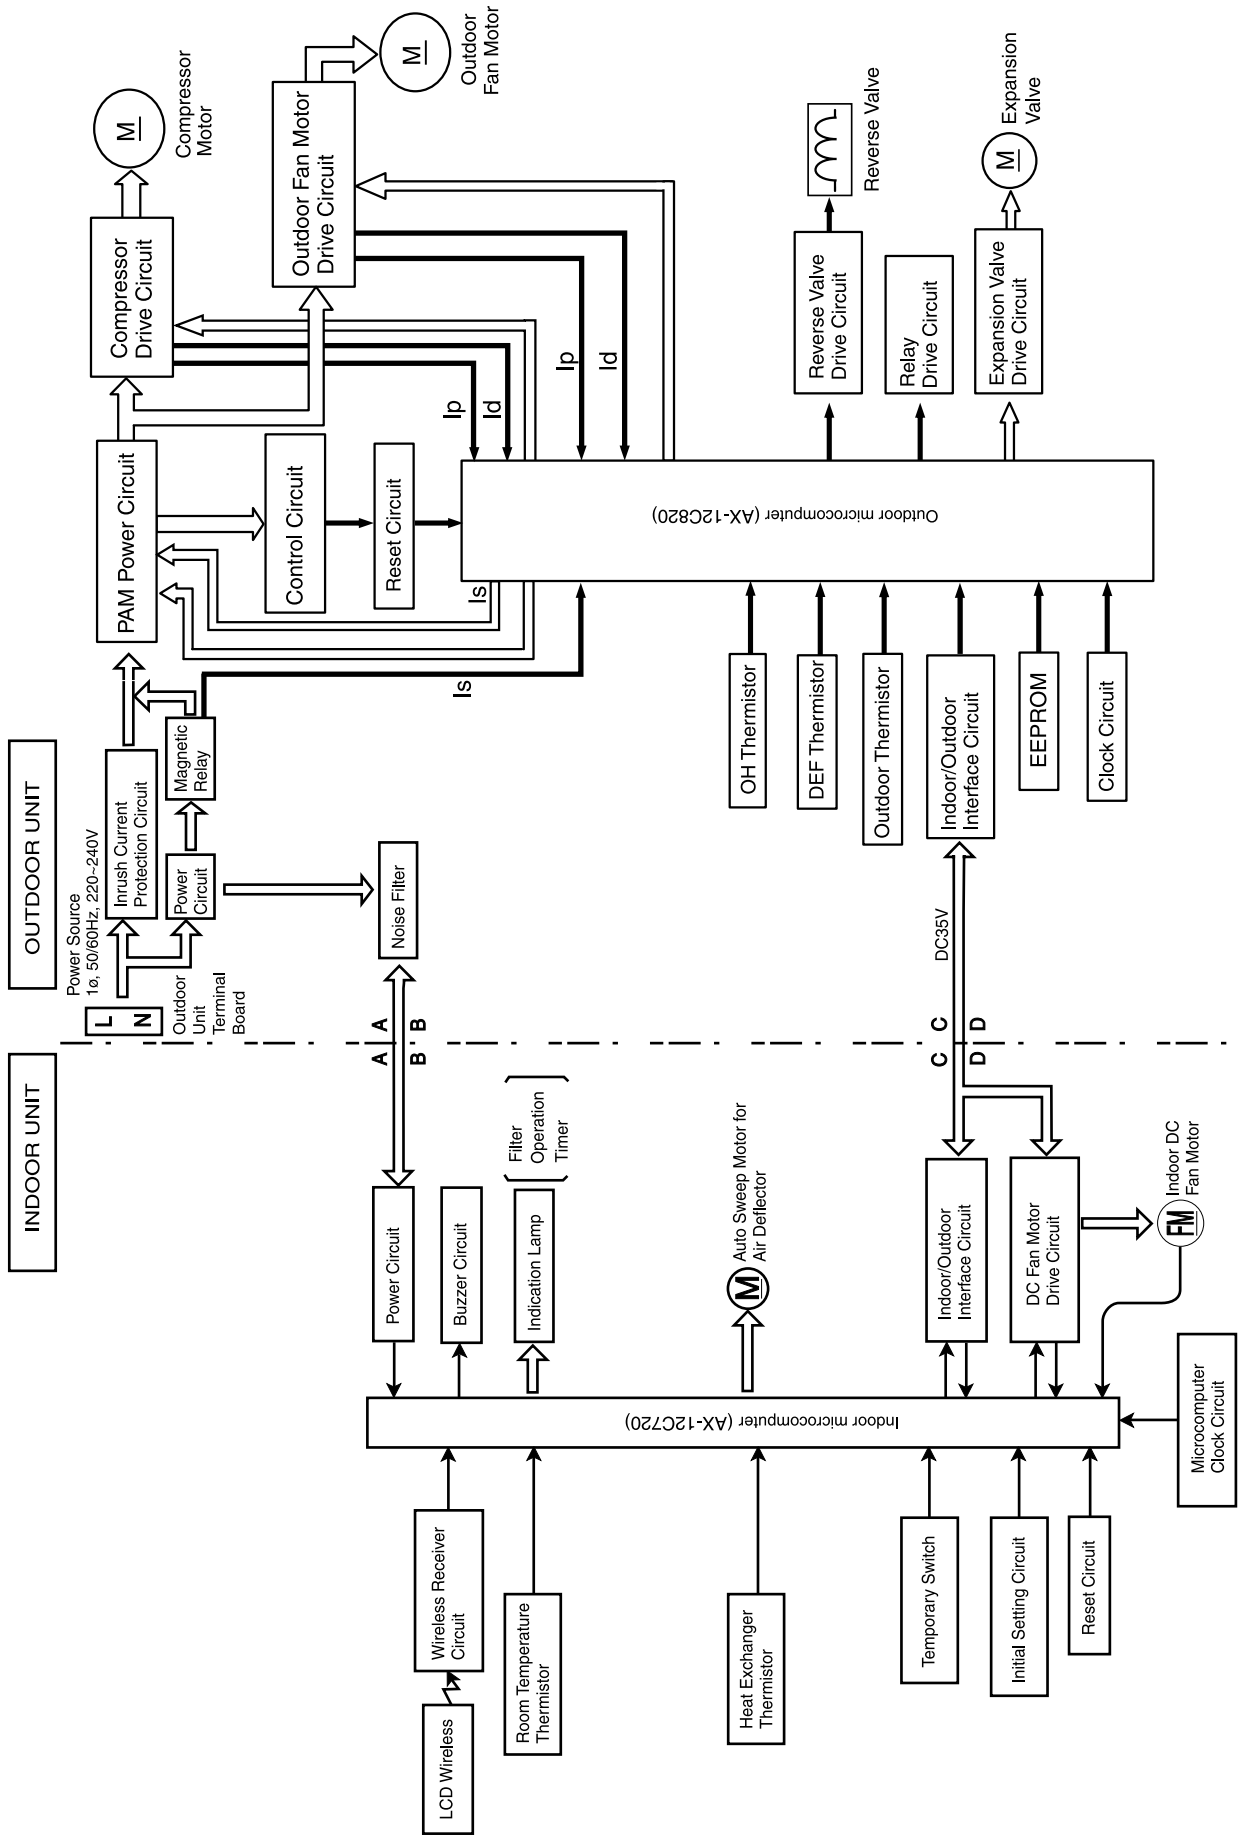 INDOOR UNIT
OUTDOOR UNIT
LCD Wireless
Wireless Receiver
Circuit
Room Temperature
Thermistor
Heat Exchanger
Thermistor
Temporary Switch
Initial Setting Circuit
Reset Circuit
Microcomputer
Clock Circuit
Indoor microcomputer (AX-12C720)
Power Circuit
Buzzer Circuit
Indication Lamp
Filter
Operation
Timer
M
Auto Sweep Motor for
Air Deflector
Indoor/Outdoor
Interface Circuit
DC Fan Motor
Drive Circuit
FM
Indoor DC
Fan Motor
A
B
A
B
C
D
C
D
DC35V
L
N
Outdoor
Unit
Terminal
Board
Power Source
1ø, 50/60Hz, 220~240V
Inrush Current
Protection Circuit
Power
Circuit
Magnetic
Relay
Noise Filter
Is
Is
PAM Power Circuit
Control Circuit
Reset Circuit
OH Thermistor
DEF Thermistor
Outdoor Thermistor
Indoor/Outdoor
Interface Circuit
EEPROM
Clock Circuit
Outdoor microcomputer (AX-12C820)
Ip
Id
Ip
Id
Compressor
Drive Circuit
M
Compressor
Motor
Outdoor Fan Motor
Drive Circuit
M
Outdoor
Fan Motor
Reverse Valve
Drive Circuit
Reverse Valve
Relay
Drive Circuit
Expansion Valve
Drive Circuit
M
Expansion
Valve